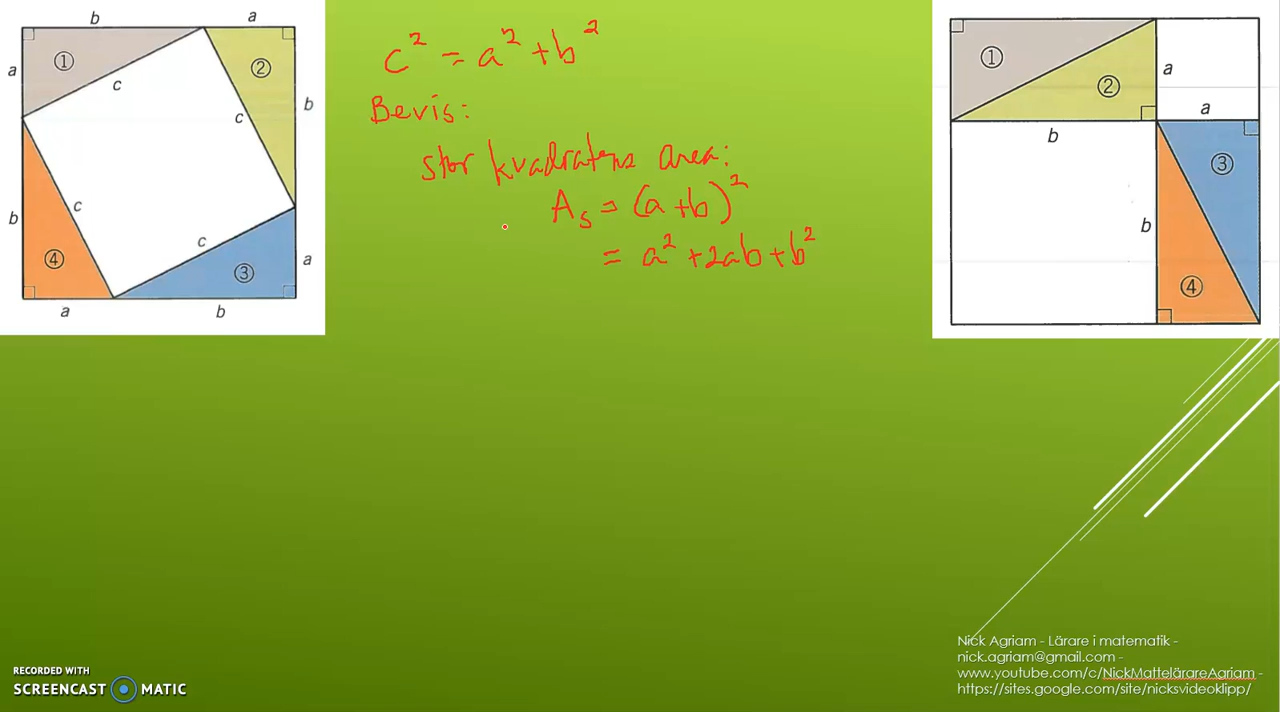 b a
① ②
a c b
c
c
b c
④ ③ a
a b
c² = a² + b²
Bevis:
stor kvadratens area:
A_s = (a+b)²
= a² + 2ab + b²
①
② a
a
b ③
b
④
RECORDED WITH
SCREENCAST MATIC
Nick Agriam - Lärare i matematik -
nick.agriam@gmail.com -
www.youtube.com/c/NickMattelärareAgriam -
https://sites.google.com/site/nicksvideoklipp/